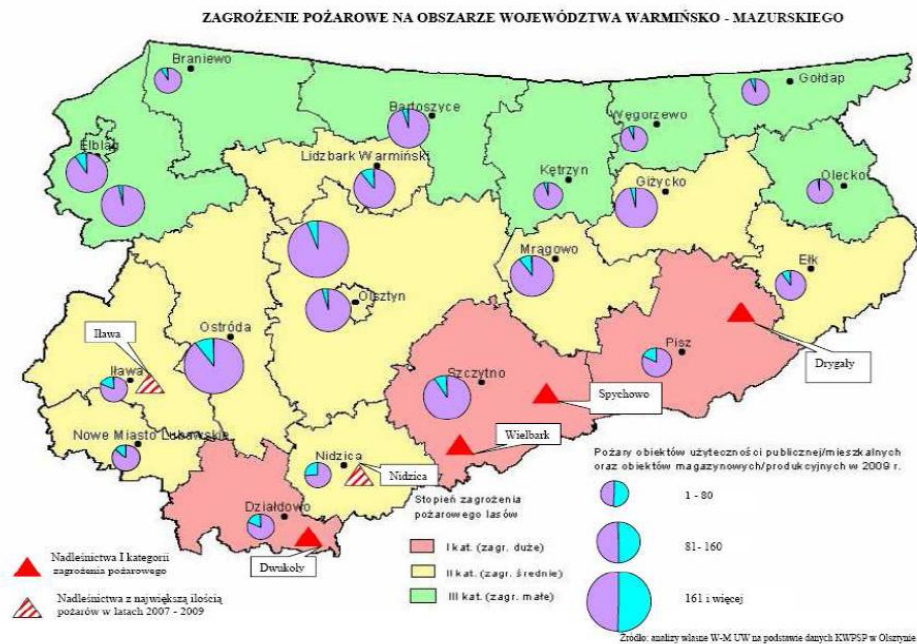 ZAGROŻENIE POŻAROWE NA OBSZARZE WOJEWÓDZTWA WARMIŃSKO - MAZURSKIEGO
Braniewo
Gołdap
Bartoszyce
Węgorzewo
Elbląg
Lidzbark Warmiński
Kętrzyn
Giżycko
Olecko
Mrągowo
Ełk
Olsztyn
Iława
Ostróda
Pisz
Drygały
Iława
Szczytno
Spychowo
Wielbark
Nowe Miasto Lubawskie
Nidzica
Nidzica
Działdowo
Dwukoły
Pożary obiektów użyteczności publicznej/mieszkalnych
oraz obiektów magazynowych/produkcyjnych w 2009 r.
1 - 80
81- 160
161 i więcej
Stopień zagrożenia
pożarowego lasów
I kat. (zagr. duże)
II kat. (zagr. średnie)
III kat. (zagr. małe)
Nadleśnictwa I kategorii
zagrożenia pożarowego
Nadleśnictwa z największą ilością
pożarów w latach 2007 - 2009
Źródło: analizy własne W-M UW na podstawie danych KWPSP w Olsztynie